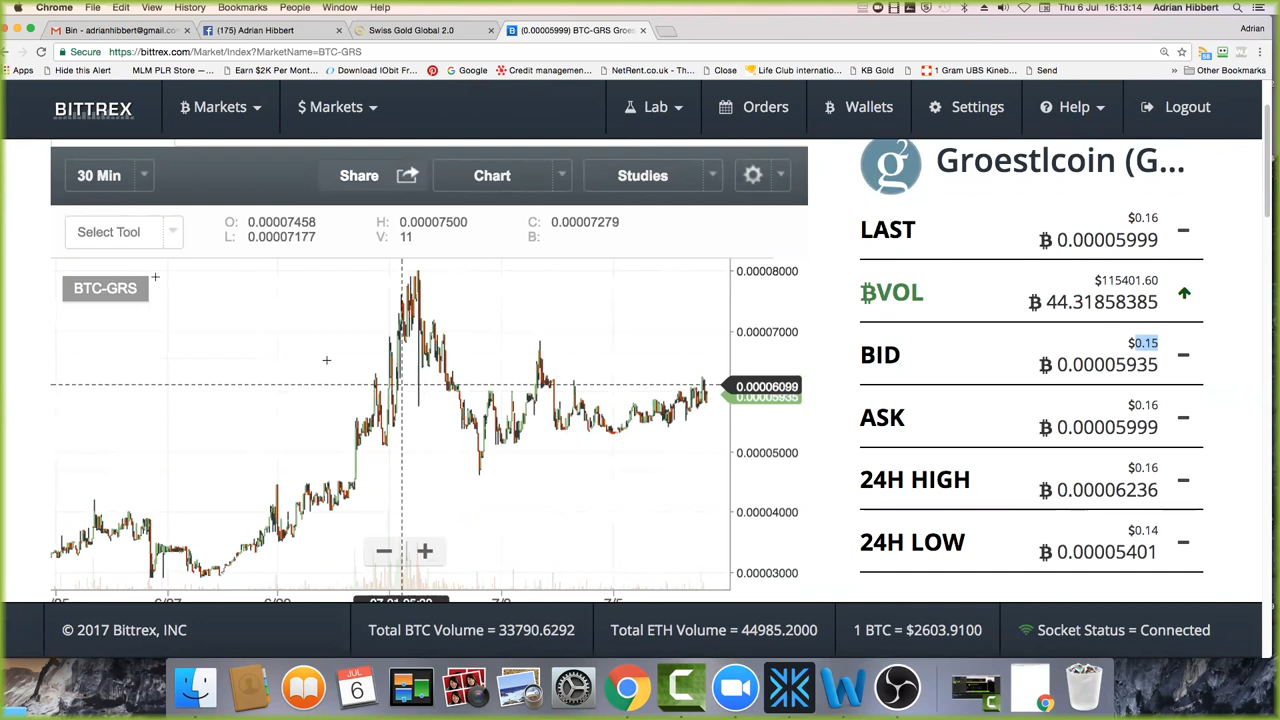 Chrome File Edit View History Bookmarks People Window Help Thu 6 Jul 16:13:14 Adrian Hibbert
Bin - adrianhibbert@gmail.co (175) Adrian Hibbert Swiss Gold Global 2.0 (0.00005999) BTC-GRS Groes Adrian
Secure https://bittrex.com/Market/Index?MarketName=BTC-GRS
Apps Hide this Alert MLM PLR Store —... Earn $2K Per Mont... Download IObit Fr... Google Credit managemen... NetRent.co.uk - Th... Close Life Club internatio... KB Gold 1 Gram UBS Kineb... Send » Other Bookmarks
BITTREX ₿ Markets $ Markets Lab Orders ₿ Wallets Settings Help Logout
30 Min Share Chart Studies
Select Tool
O: 0.00007458 H: 0.00007500 C: 0.00007279
L: 0.00007177 V: 11 B:
BTC-GRS
0.00008000
0.00007000
0.00006099
0.00005935
0.00005000
0.00004000
0.00003000
6/27
7/5
Groestlcoin (G...
$0.16
LAST ₿ 0.00005999
$115401.60
₿VOL ₿ 44.31858385
$0.15
BID ₿ 0.00005935
$0.16
ASK ₿ 0.00005999
$0.16
24H HIGH ₿ 0.00006236
$0.14
24H LOW ₿ 0.00005401
© 2017 Bittrex, INC Total BTC Volume = 33790.6292 Total ETH Volume = 44985.2000 1 BTC = $2603.9100 Socket Status = Connected
JUL
6